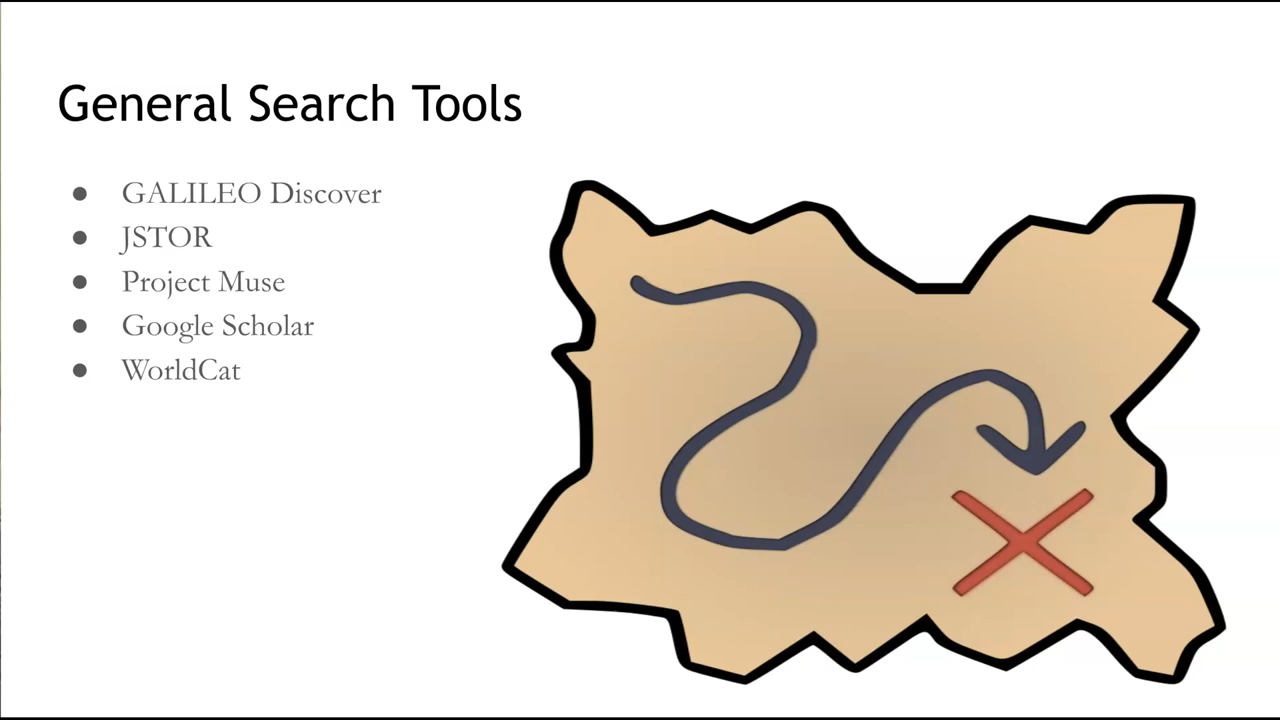 General Search Tools
● GALILEO Discover
● JSTOR
● Project Muse
● Google Scholar
● WorldCat